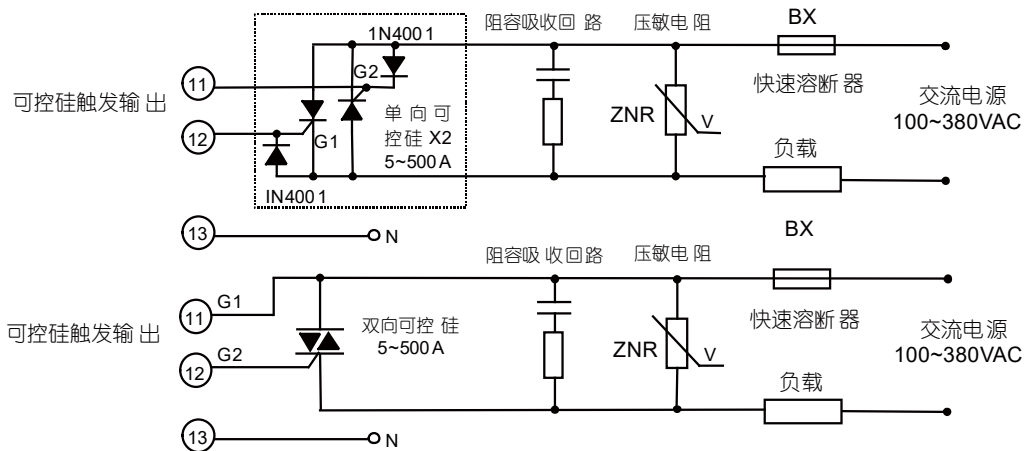 1N4001
阻容吸收回路
压敏电阻
BX
11
G2
可控硅触发输出
快速溶断器
交流电源
100~380VAC
12
G1
单向可
控硅 X2
5~500A
ZNR
V
负载
IN4001
13
N
BX
阻容吸收回路
压敏电阻
11
G1
可控硅触发输出
双向可控硅
5~500A
快速溶断器
交流电源
100~380VAC
12
G2
ZNR
V
负载
13
N